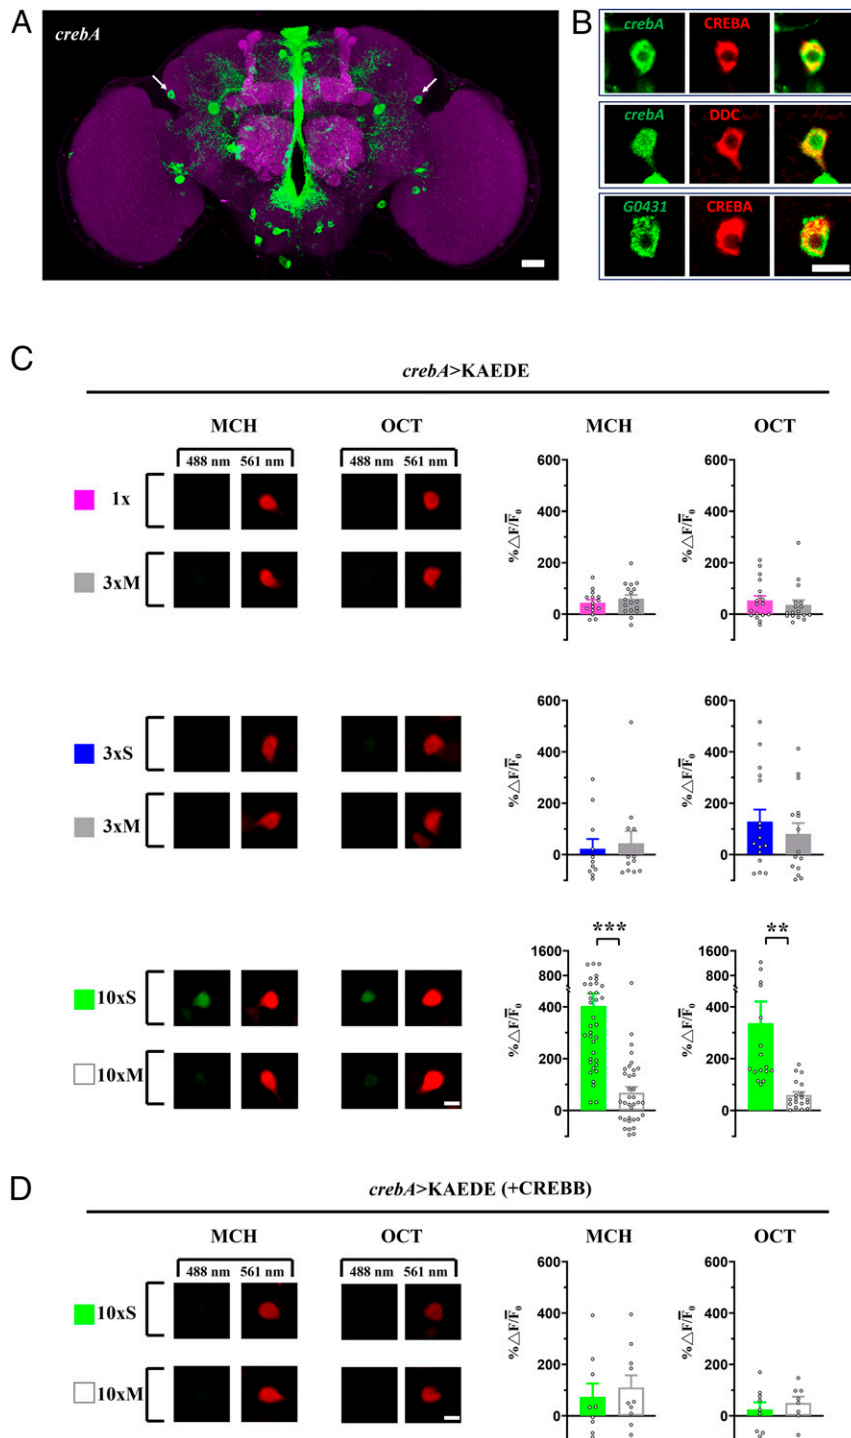 A
crebA
B
crebA CREBA
crebA DDC
G0431 CREBA
C
crebA>KAEDE
MCH OCT MCH OCT
488 nm 561 nm 488 nm 561 nm
1x
3xM
%△F/F̅₀
600
400
200
0
%△F/F̅₀
600
400
200
0
3xS
3xM
%△F/F̅₀
600
400
200
0
%△F/F̅₀
600
400
200
0
10xS
10xM
***
%△F/F̅₀
1600
800
400
200
0
**
%△F/F̅₀
1600
800
400
200
0
D
crebA>KAEDE (+CREBB)
MCH OCT MCH OCT
488 nm 561 nm 488 nm 561 nm
10xS
10xM
%△F/F̅₀
600
400
200
0
%△F/F̅₀
600
400
200
0